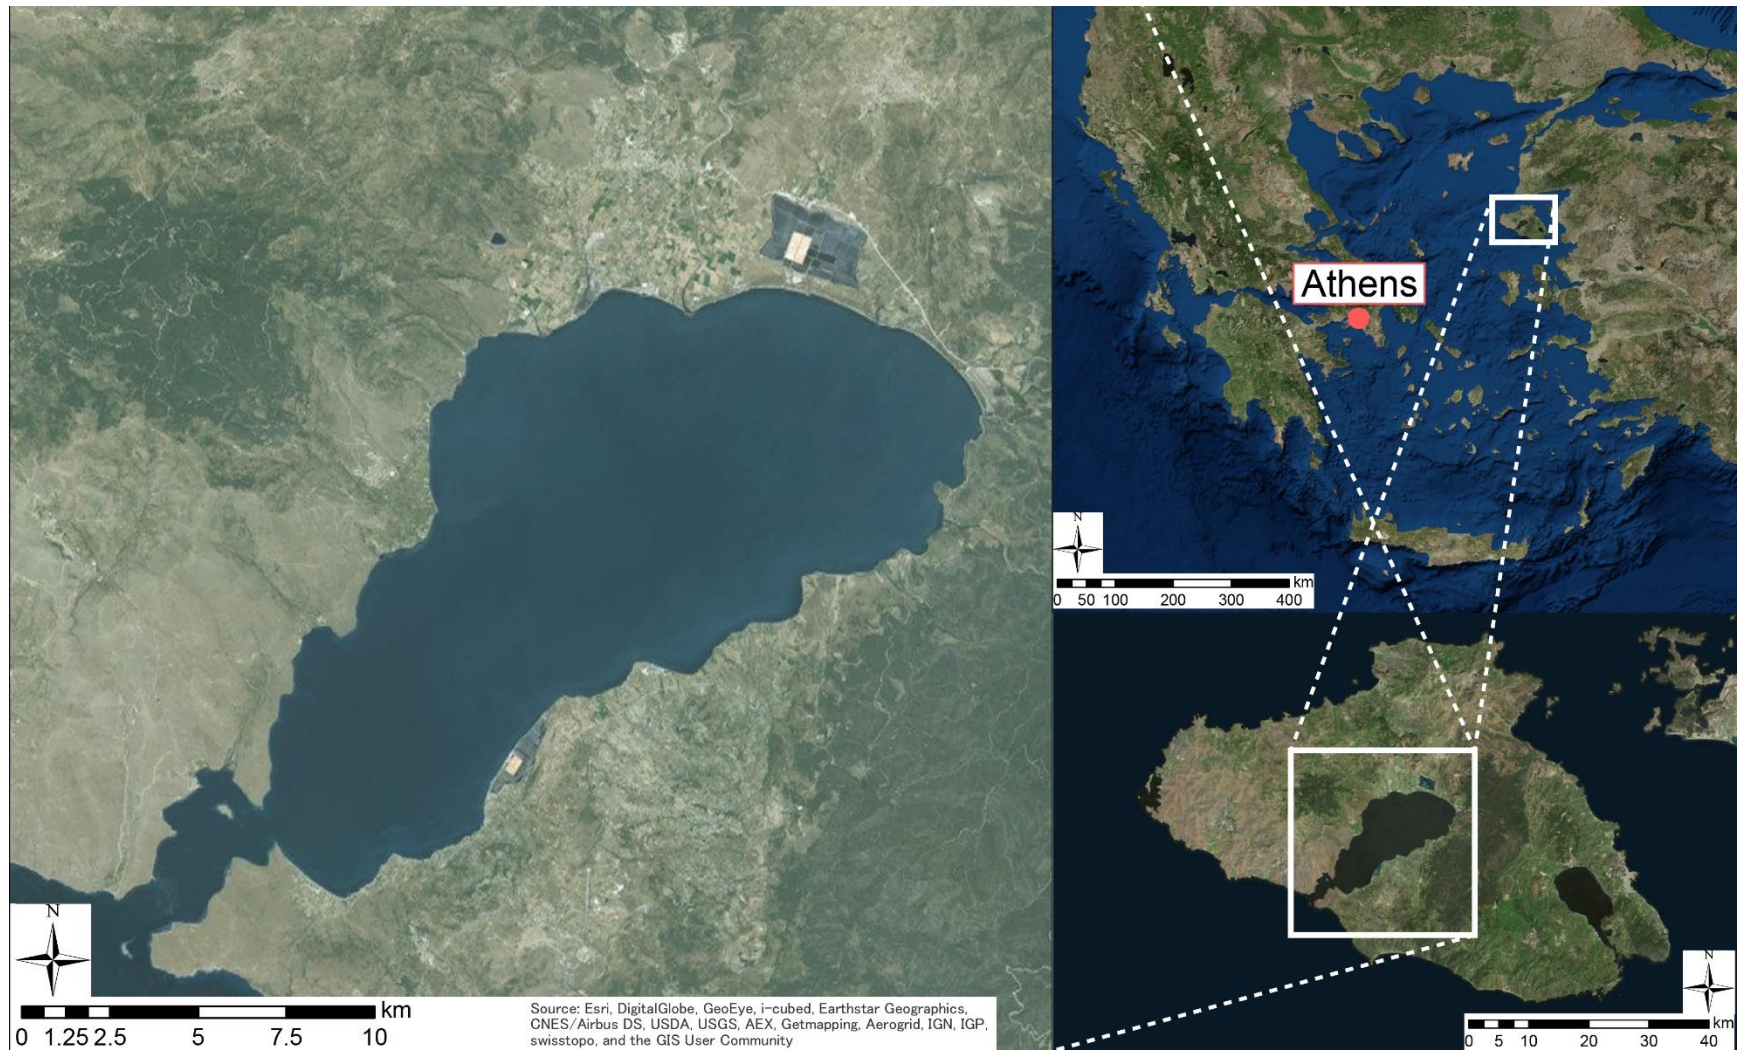 N
km
0 1.25 2.5 5 7.5 10
Source: Esri, DigitalGlobe, GeoEye, i-cubed, Earthstar Geographics,
CNES/Airbus DS, USDA, USGS, AEX, Getmapping, Aerogrid, IGN, IGP,
swisstopo, and the GIS User Community
Athens
N
km
0 50 100 200 300 400
N
km
0 5 10 20 30 40